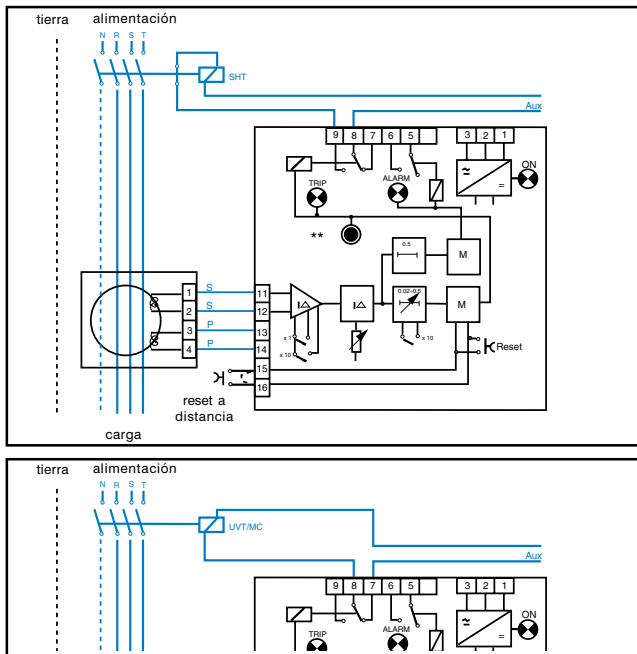 tierra alimentación
N R S T
SHT
Aux
9 8 7 6 5 3 2 1
ON
TRIP
ALARM
≃
=
**
0.5
M
1 S 11
2 S 12
3 P 13
4 P 14
I△
I△
0.02÷0.5
M
x 1
x 10
x 10
Reset
15
16
reset a
distancia
carga
tierra alimentación
N R S T
UVT/MC
Aux
9 8 7 6 5 3 2 1
ON
TRIP
ALARM
≃
=